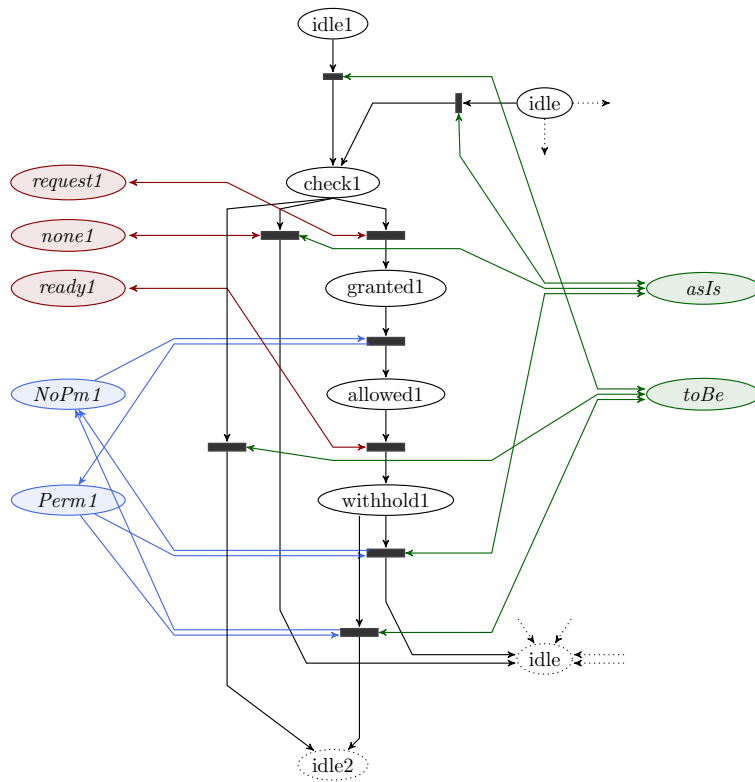 idle1
idle
request1
check1
none1
ready1
granted1
asIs
NoPm1
allowed1
toBe
Perm1
withhold1
idle
idle2